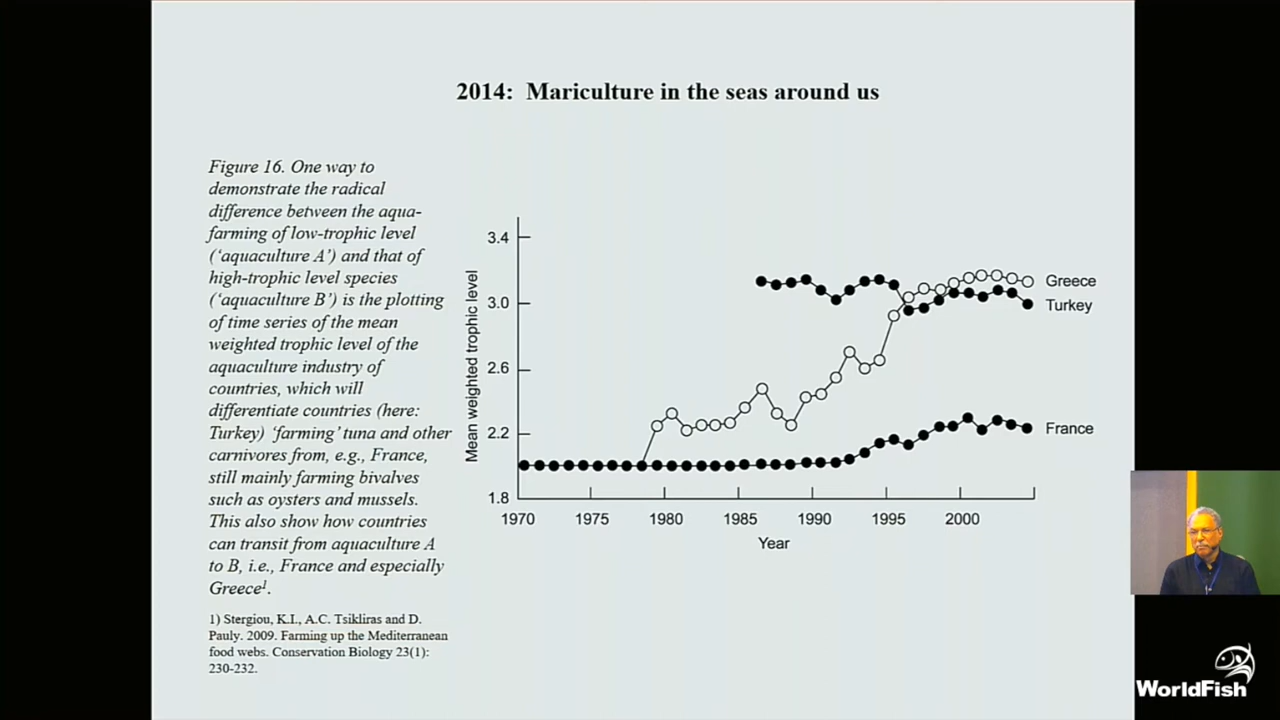 2014: Mariculture in the seas around us
Figure 16. One way to
demonstrate the radical
difference between the aqua-
farming of low-trophic level
(‘aquaculture A’) and that of
high-trophic level species
(‘aquaculture B’) is the plotting
of time series of the mean
weighted trophic level of the
aquaculture industry of
countries, which will
differentiate countries (here:
Turkey) ‘farming’ tuna and other
carnivores from, e.g., France,
still mainly farming bivalves
such as oysters and mussels.
This also show how countries
can transit from aquaculture A
to B, i.e., France and especially
Greece¹.
1) Stergiou, K.I., A.C. Tsikliras and D.
Pauly. 2009. Farming up the Mediterranean
food webs. Conservation Biology 23(1):
230-232.
Mean weighted trophic level
3.4
3.0
2.6
2.2
1.8
1970 1975 1980 1985 1990 1995 2000
Year
Greece
Turkey
France
WorldFish